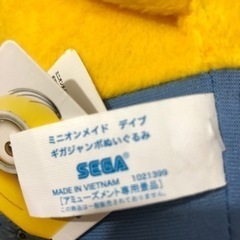 ミニオンメイド デイブ
ギガジャンボぬいぐるみ
SEGA
MADE IN VIETNAM 1021399
[アミューズメント専用景品]